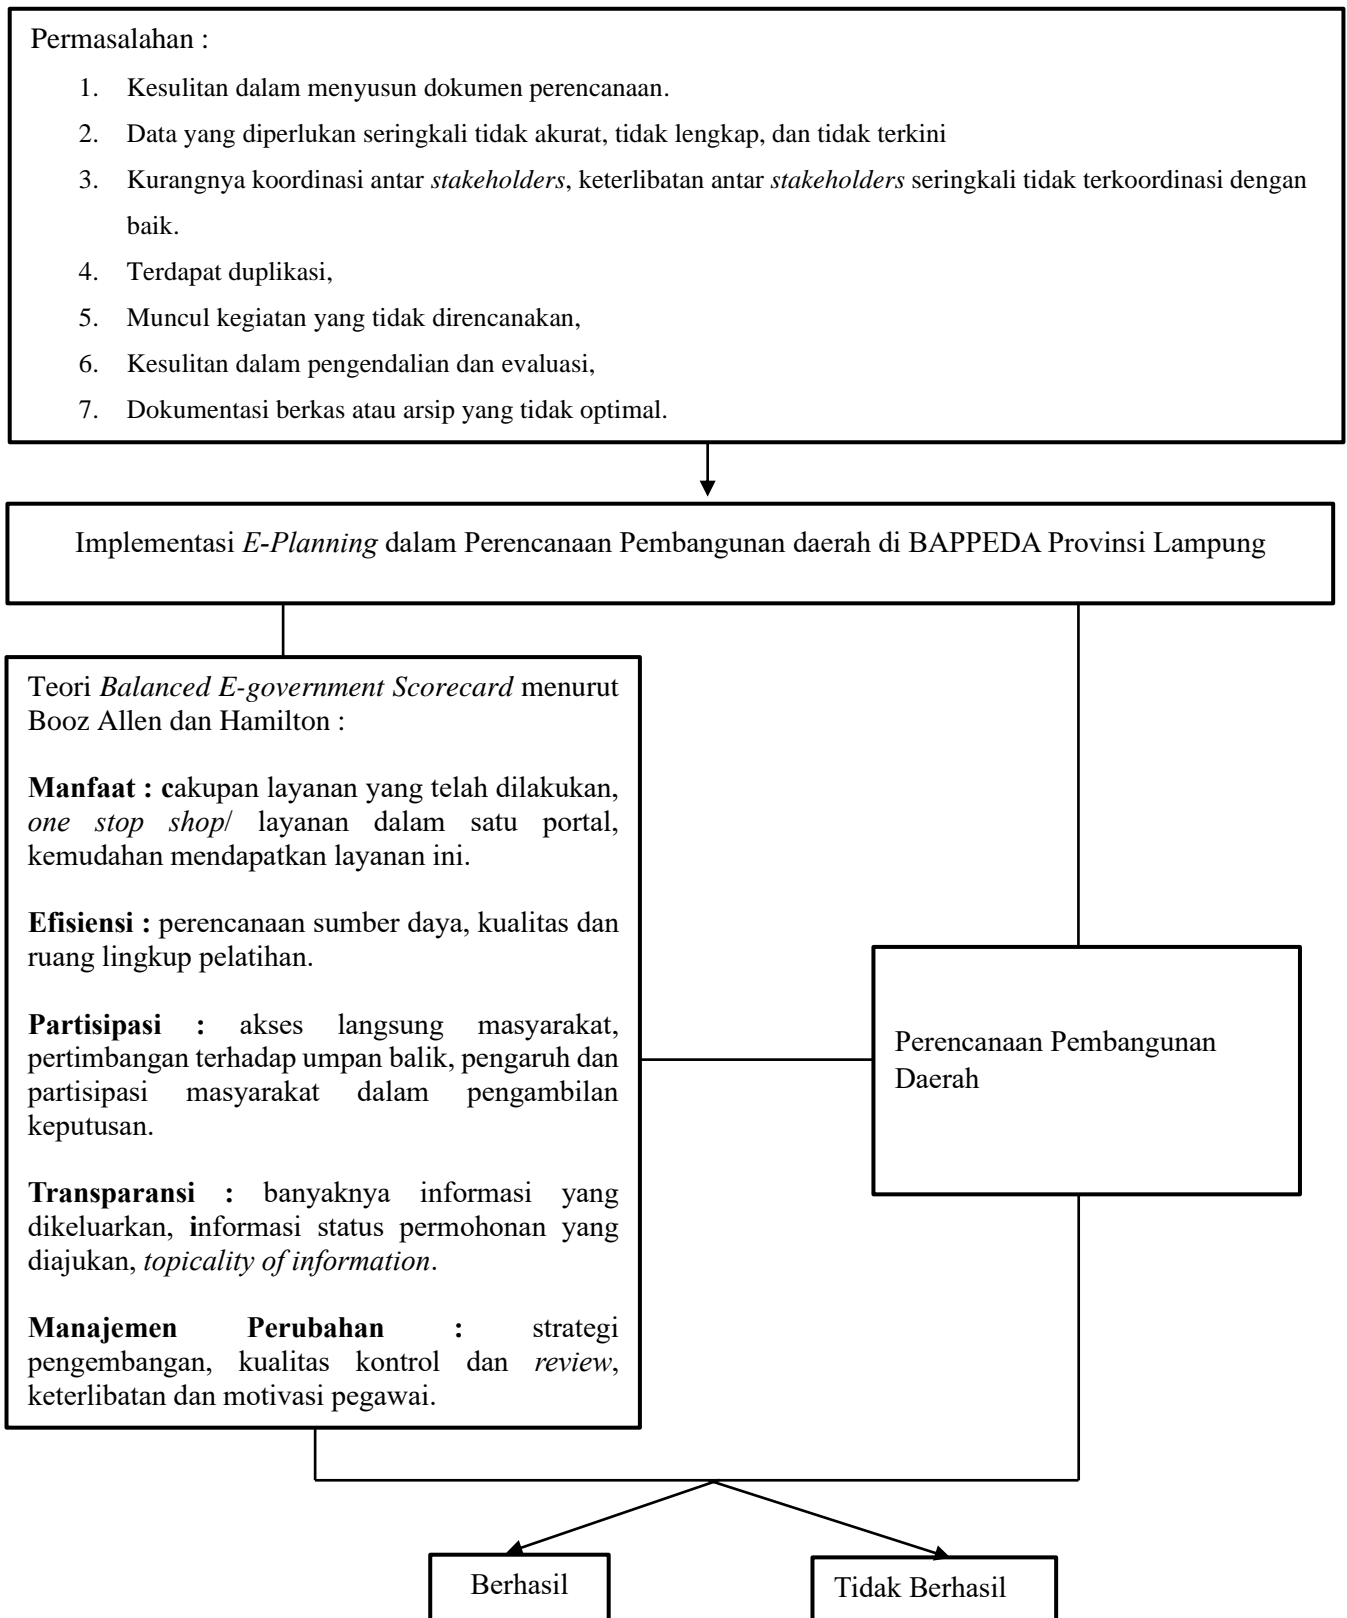 Permasalahan :
1. Kesulitan dalam menyusun dokumen perencanaan.
2. Data yang diperlukan seringkali tidak akurat, tidak lengkap, dan tidak terkini
3. Kurangnya koordinasi antar stakeholders, keterlibatan antar stakeholders seringkali tidak terkoordinasi dengan
baik.
4. Terdapat duplikasi,
5. Muncul kegiatan yang tidak direncanakan,
6. Kesulitan dalam pengendalian dan evaluasi,
7. Dokumentasi berkas atau arsip yang tidak optimal.
Implementasi E-Planning dalam Perencanaan Pembangunan daerah di BAPPEDA Provinsi Lampung
Teori Balanced E-government Scorecard menurut
Booz Allen dan Hamilton :
Manfaat : cakupan layanan yang telah dilakukan,
one stop shop/ layanan dalam satu portal,
kemudahan mendapatkan layanan ini.
Efisiensi : perencanaan sumber daya, kualitas dan
ruang lingkup pelatihan.
Partisipasi : akses langsung masyarakat,
pertimbangan terhadap umpan balik, pengaruh dan
partisipasi masyarakat dalam pengambilan
keputusan.
Transparansi : banyaknya informasi yang
dikeluarkan, informasi status permohonan yang
diajukan, topicality of information.
Manajemen Perubahan : strategi
pengembangan, kualitas kontrol dan review,
keterlibatan dan motivasi pegawai.
Perencanaan Pembangunan
Daerah
Berhasil
Tidak Berhasil